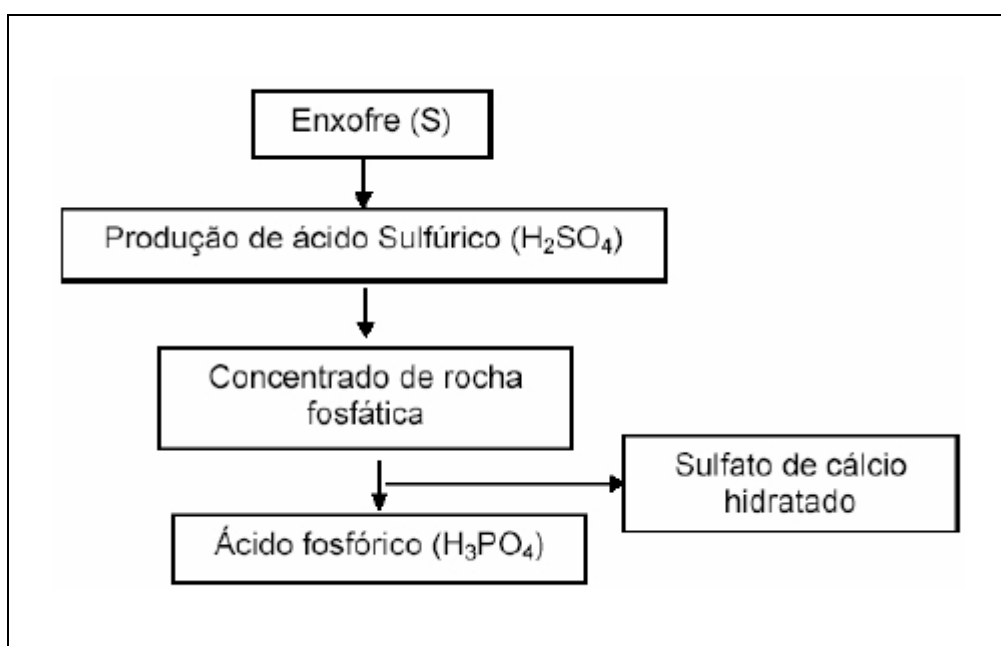 Enxofre (S)
Produção de ácido Sulfúrico (H₂SO₄)
Concentrado de rocha
fosfática
Sulfato de cálcio
hidratado
Ácido fosfórico (H₃PO₄)